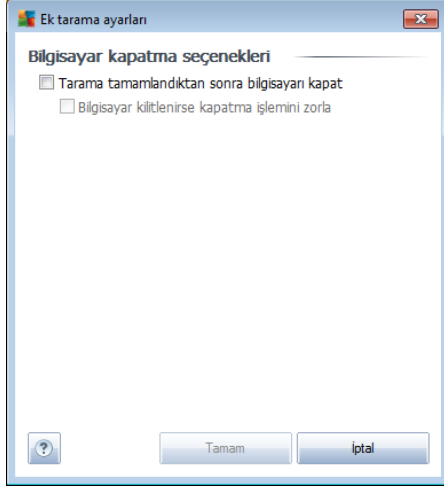 Ek tarama ayarları
Bilgisayar kapatma seçenekleri
Tarama tamamlandıktan sonra bilgisayarı kapat
Bilgisayar kilitlenirse kapatma işlemini zorla
?
Tamam
İptal